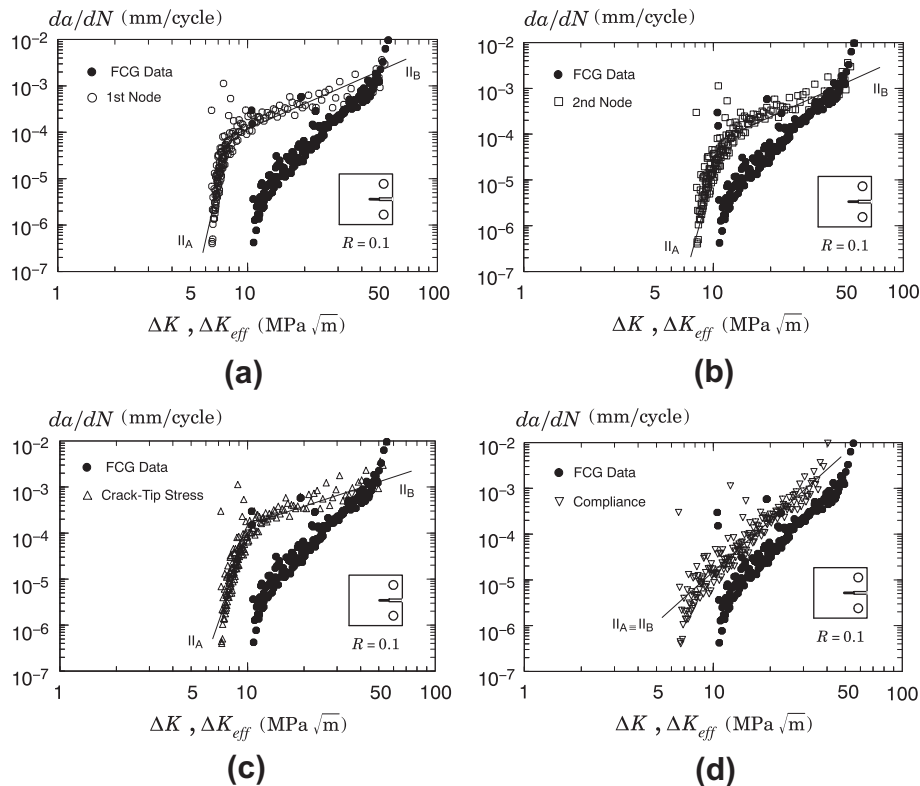 da/dN (mm/cycle)
10⁻²
10⁻³
10⁻⁴
10⁻⁵
10⁻⁶
10⁻⁷
FCG Data
1st Node
II_B
II_A
R = 0.1
1 5 10 50 100
ΔK , ΔK_eff (MPa √m)
(a)
da/dN (mm/cycle)
10⁻²
10⁻³
10⁻⁴
10⁻⁵
10⁻⁶
10⁻⁷
FCG Data
2nd Node
II_B
II_A
R = 0.1
1 5 10 50 100
ΔK , ΔK_eff (MPa √m)
(b)
da/dN (mm/cycle)
10⁻²
10⁻³
10⁻⁴
10⁻⁵
10⁻⁶
10⁻⁷
FCG Data
Crack-Tip Stress
II_B
II_A
R = 0.1
1 5 10 50 100
ΔK , ΔK_eff (MPa √m)
(c)
da/dN (mm/cycle)
10⁻²
10⁻³
10⁻⁴
10⁻⁵
10⁻⁶
10⁻⁷
FCG Data
Compliance
II_A ≡ II_B
R = 0.1
1 5 10 50 100
ΔK , ΔK_eff (MPa √m)
(d)